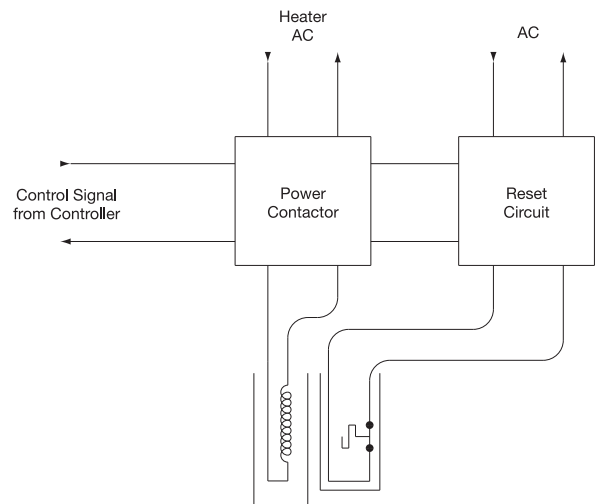 Heater
AC
AC
Control Signal
from Controller
Power
Contactor
Reset
Circuit